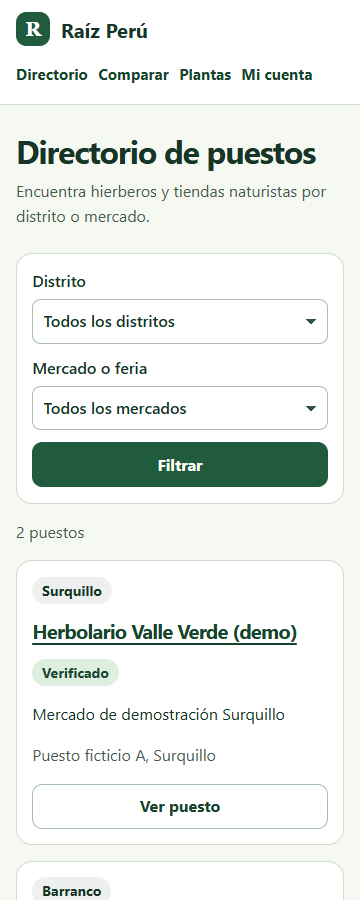 R Raíz Perú
Directorio Comparar Plantas Mi cuenta
Directorio de puestos
Encuentra hierberos y tiendas naturistas por
distrito o mercado.
Distrito
Todos los distritos
Mercado o feria
Todos los mercados
Filtrar
2 puestos
Surquillo
Herbolario Valle Verde (demo)
Verificado
Mercado de demostración Surquillo
Puesto ficticio A, Surquillo
Ver puesto
Barranco